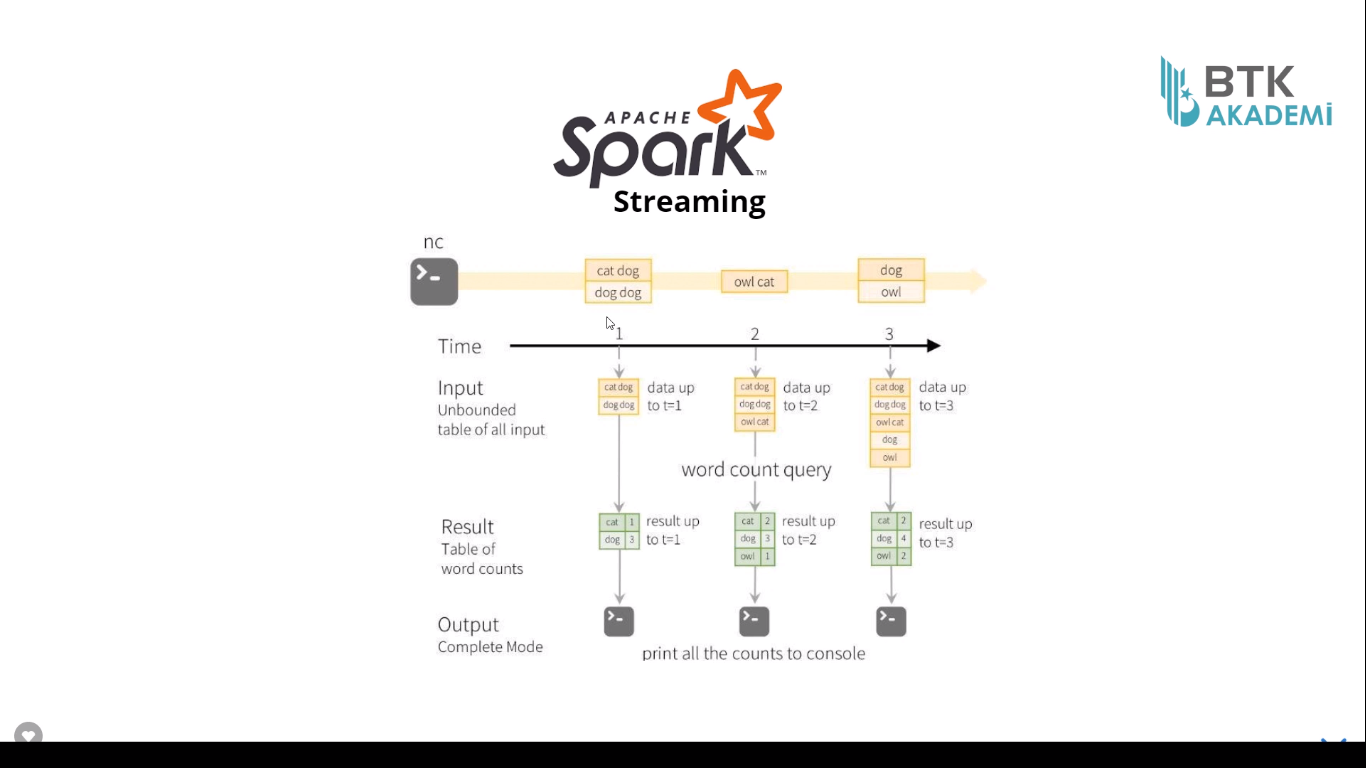 BTK
AKADEMİ
APACHE
Spark™
Streaming
nc
cat dog
dog dog
owl cat
dog
owl
Time
1
2
3
Input
Unbounded
table of all input
cat dog
dog dog
data up
to t=1
cat dog
dog dog
owl cat
data up
to t=2
cat dog
dog dog
owl cat
dog
owl
data up
to t=3
word count query
Result
Table of
word counts
cat 1
dog 3
result up
to t=1
cat 2
dog 3
owl 1
result up
to t=2
cat 2
dog 4
owl 2
result up
to t=3
Output
Complete Mode
print all the counts to console